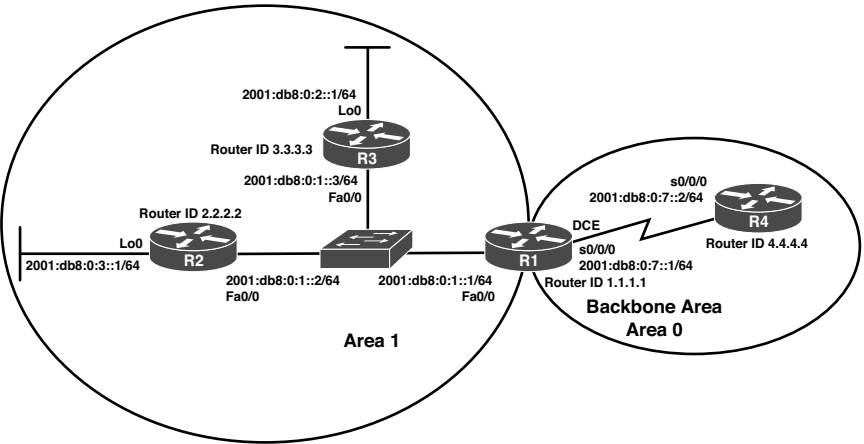 2001:db8:0:2::1/64
Lo0
Router ID 3.3.3.3
R3
2001:db8:0:1::3/64
Fa0/0
Router ID 2.2.2.2
Lo0
R2
2001:db8:0:3::1/64
2001:db8:0:1::2/64
Fa0/0
2001:db8:0:1::1/64
Fa0/0
R1
DCE
s0/0/0
2001:db8:0:7::1/64
Router ID 1.1.1.1
s0/0/0
2001:db8:0:7::2/64
R4
Router ID 4.4.4.4
Backbone Area
Area 0
Area 1